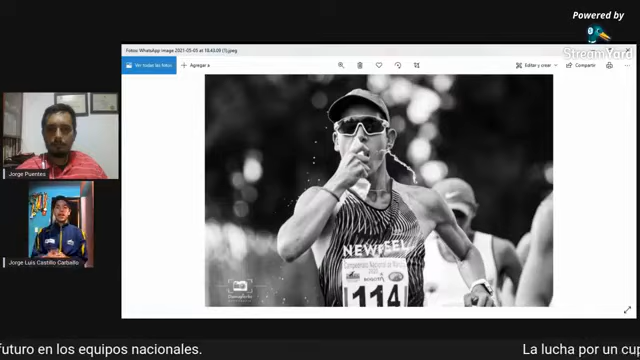 Powered by
StreamYard
Fotos: WhatsApp Image 2021-05-05 at 18.43.09 (1).jpeg
Ver todas las fotos
Agregar a
Editar y crear
Compartir
Jorge Puentes
Jorge Luis Castillo Carballo
114
futuro en los equipos nacionales.
La lucha por un cup